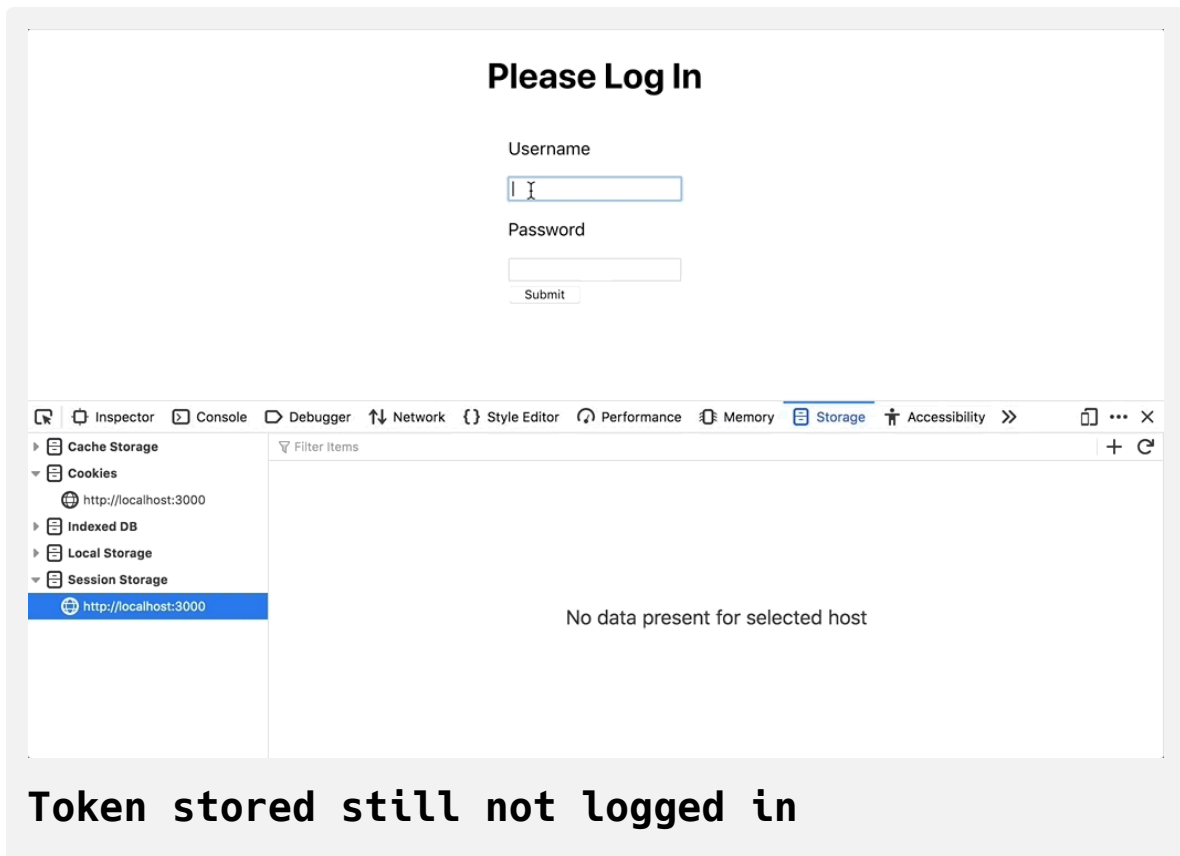 Please Log In
Username
Password
Submit
Inspector Console Debugger Network Style Editor Performance Memory Storage Accessibility
Cache Storage
Filter Items
Cookies
http://localhost:3000
Indexed DB
Local Storage
Session Storage
http://localhost:3000
No data present for selected host
Token stored still not logged in